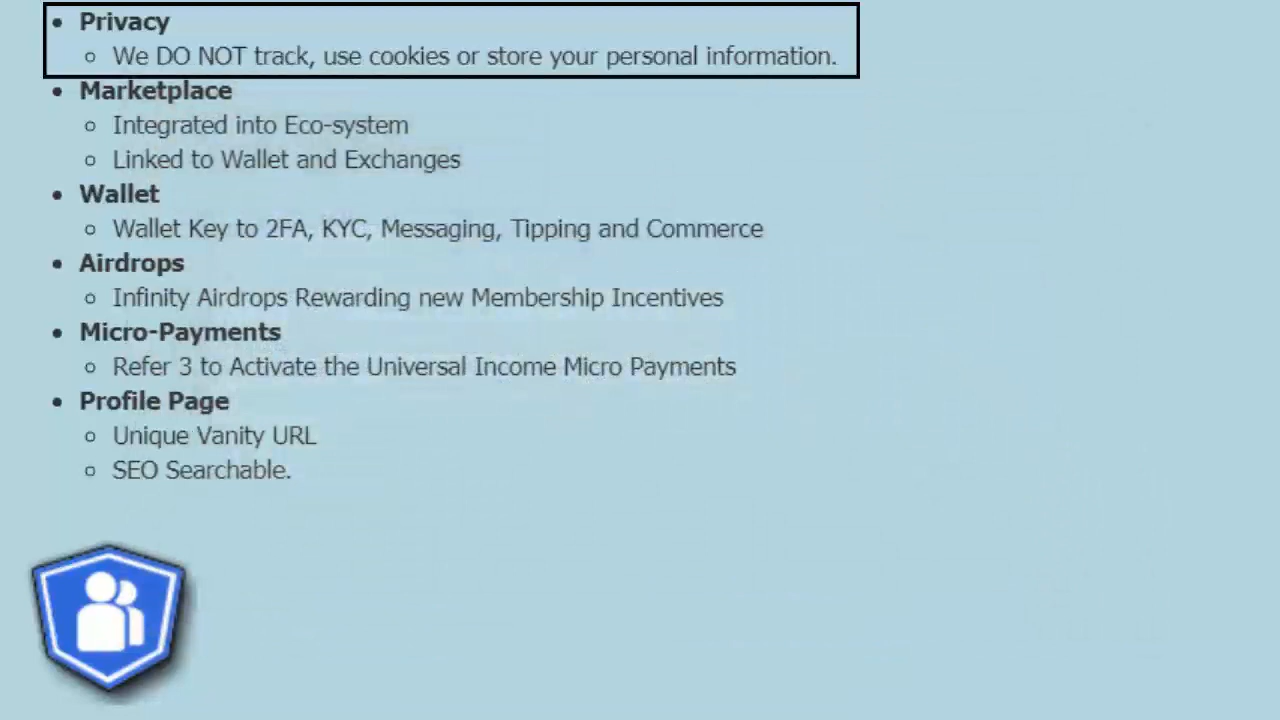 Privacy
We DO NOT track, use cookies or store your personal information.
Marketplace
Integrated into Eco-system
Linked to Wallet and Exchanges
Wallet
Wallet Key to 2FA, KYC, Messaging, Tipping and Commerce
Airdrops
Infinity Airdrops Rewarding new Membership Incentives
Micro-Payments
Refer 3 to Activate the Universal Income Micro Payments
Profile Page
Unique Vanity URL
SEO Searchable.